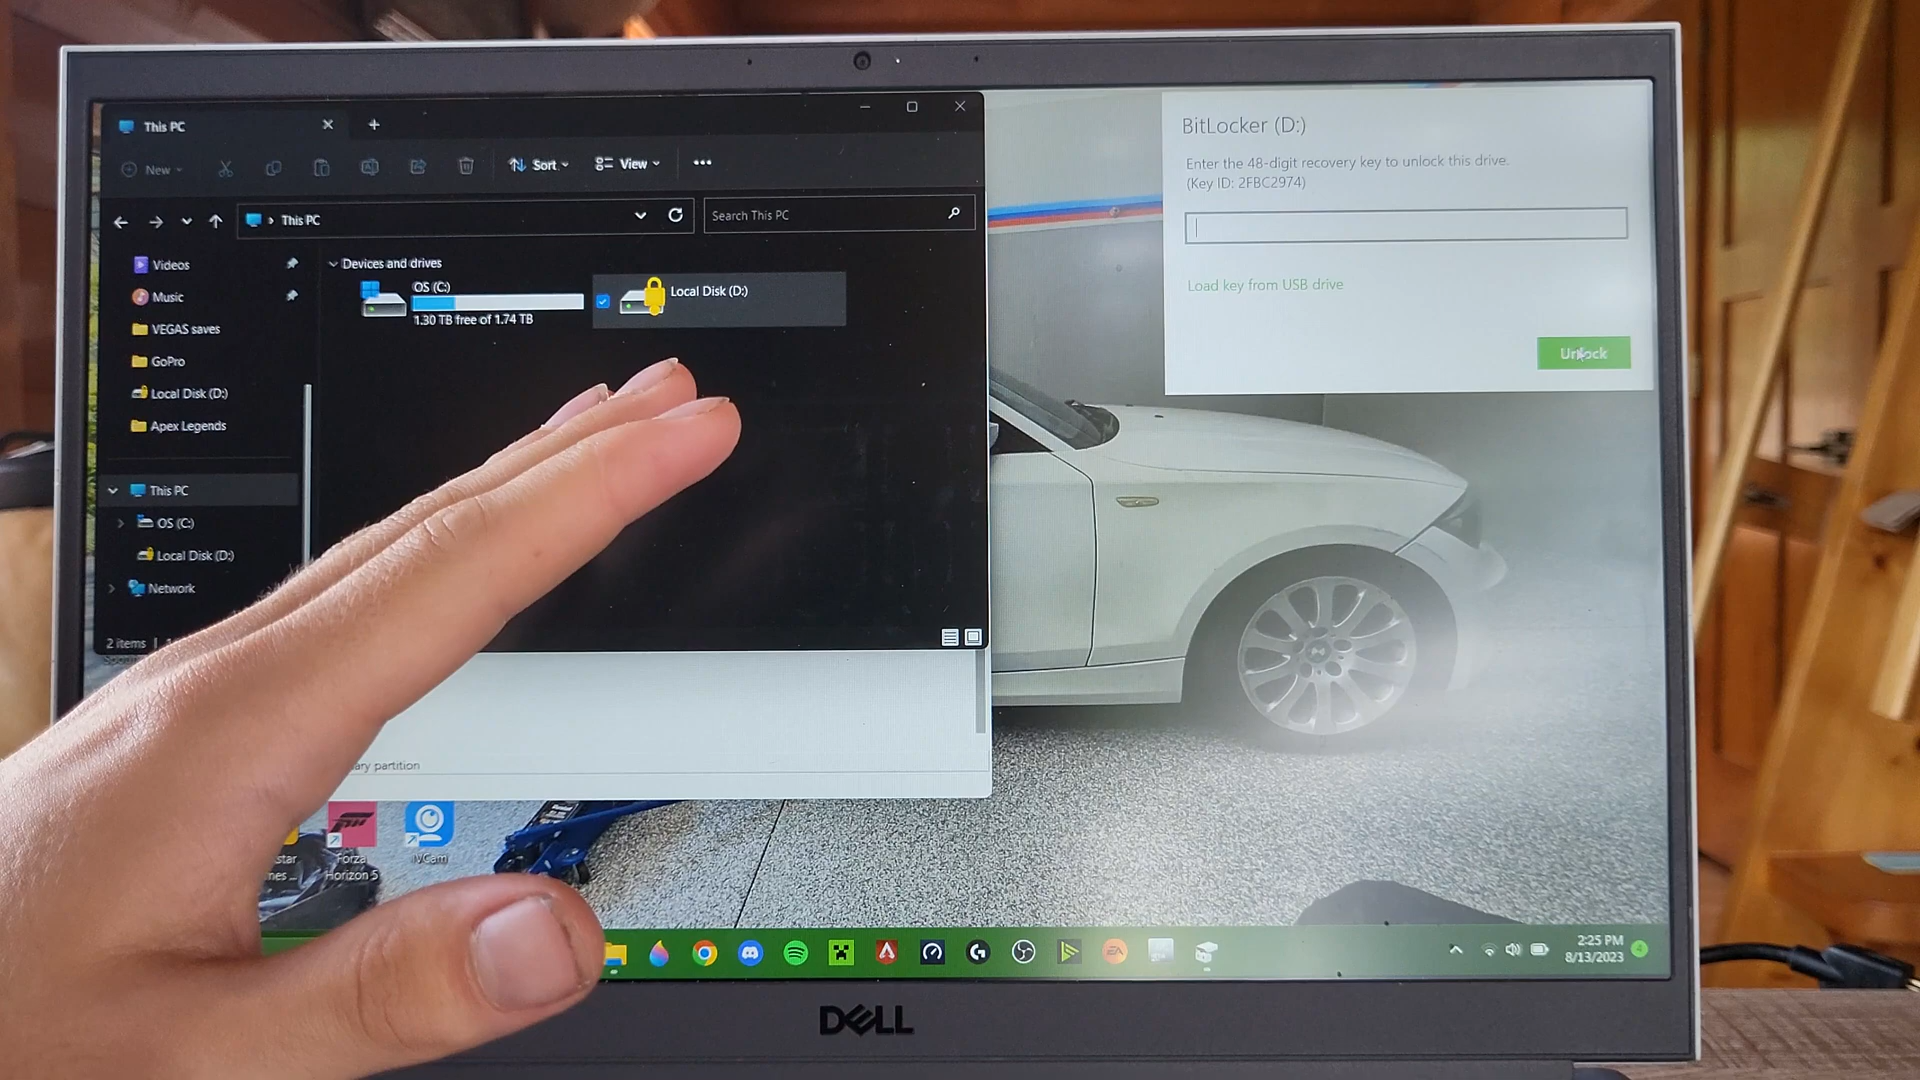 This PC
New
Sort
View
This PC
Search This PC
Videos
Music
VEGAS saves
GoPro
Local Disk (D:)
Apex Legends
This PC
OS (C:)
Local Disk (D:)
Network
2 items
Devices and drives
OS (C:)
1.30 TB free of 1.74 TB
Local Disk (D:)
BitLocker (D:)
Enter the 48-digit recovery key to unlock this drive.
(Key ID: 2FBC2974)
Load key from USB drive
Unlock
partition
Forza
Horizon 5
iVCam
EA
2:25 PM
8/13/2023
4
DELL